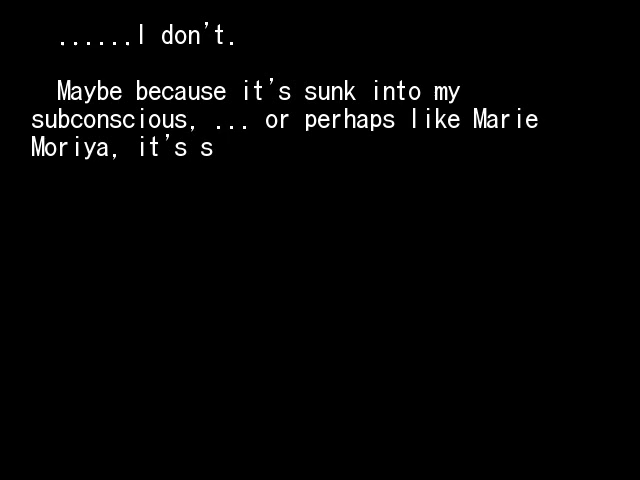 ......I don't.
Maybe because it's sunk into my
subconscious, ... or perhaps like Marie
Moriya, it's s